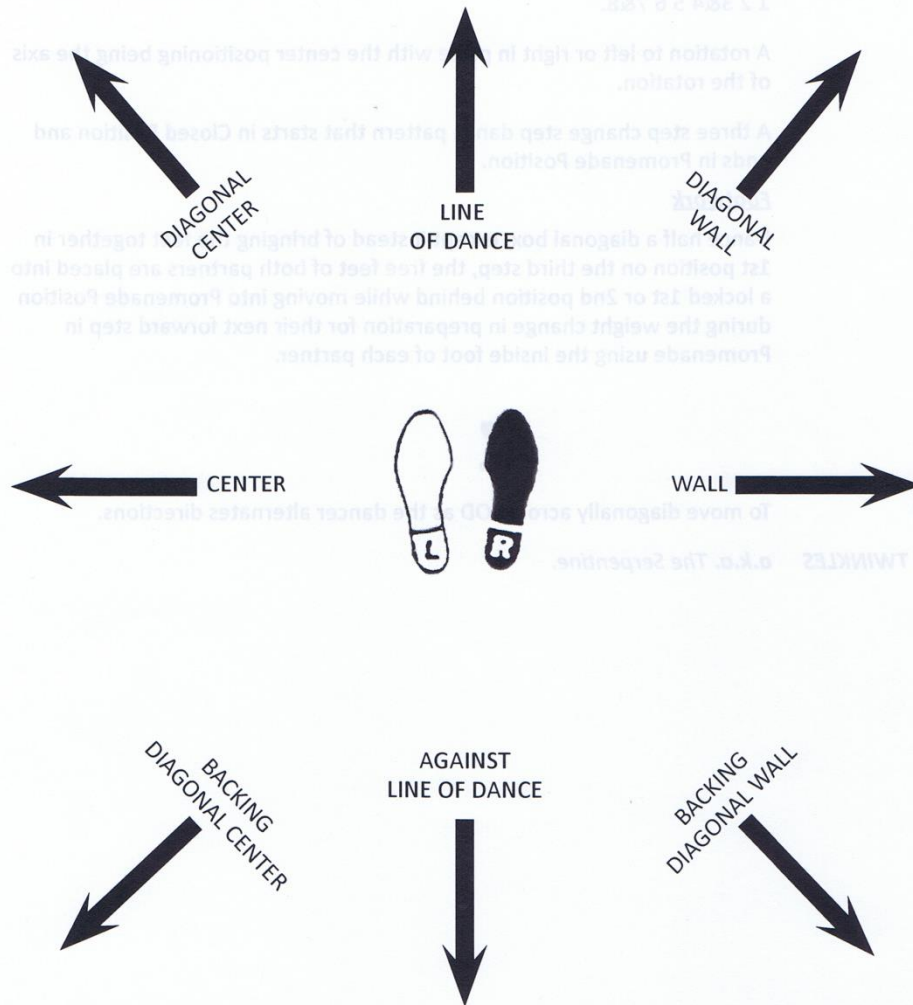 LINE
OF DANCE
DIAGONAL
CENTER
DIAGONAL
WALL
CENTER
WALL
L R
BACKING
DIAGONAL CENTER
AGAINST
LINE OF DANCE
BACKING
DIAGONAL WALL
1 2 3&4 5 6 7&8.
A rotation to left or right in place with the center positioning being the axis
of the rotation.
A three step change step dance pattern that starts in Closed Position and
ends in Promenade Position.
half a diagonal box instead of bringing together in
1st position on the third step, the free feet of both partners are placed into
a locked 1st or 2nd position behind while moving into Promenade Position
during the weight change in preparation for their next forward step in
Promenade using the inside foot of each partner.
To move diagonally across LOD as the dancer alternates directions.
TWINKLES a.k.a. The Serpentine.